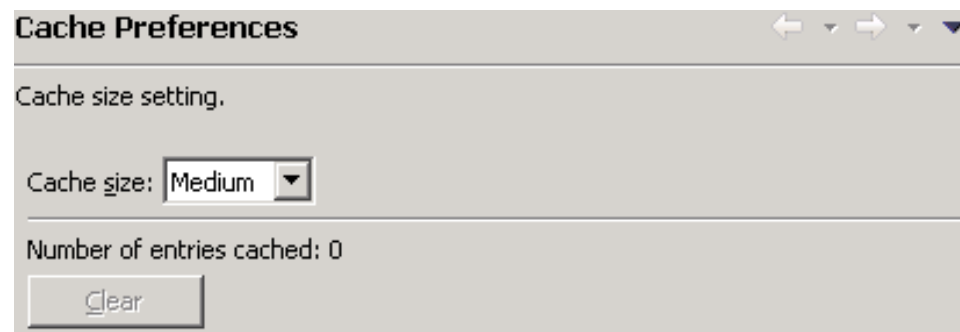 Cache Preferences
Cache size setting.
Cache size: Medium
Number of entries cached: 0
Clear